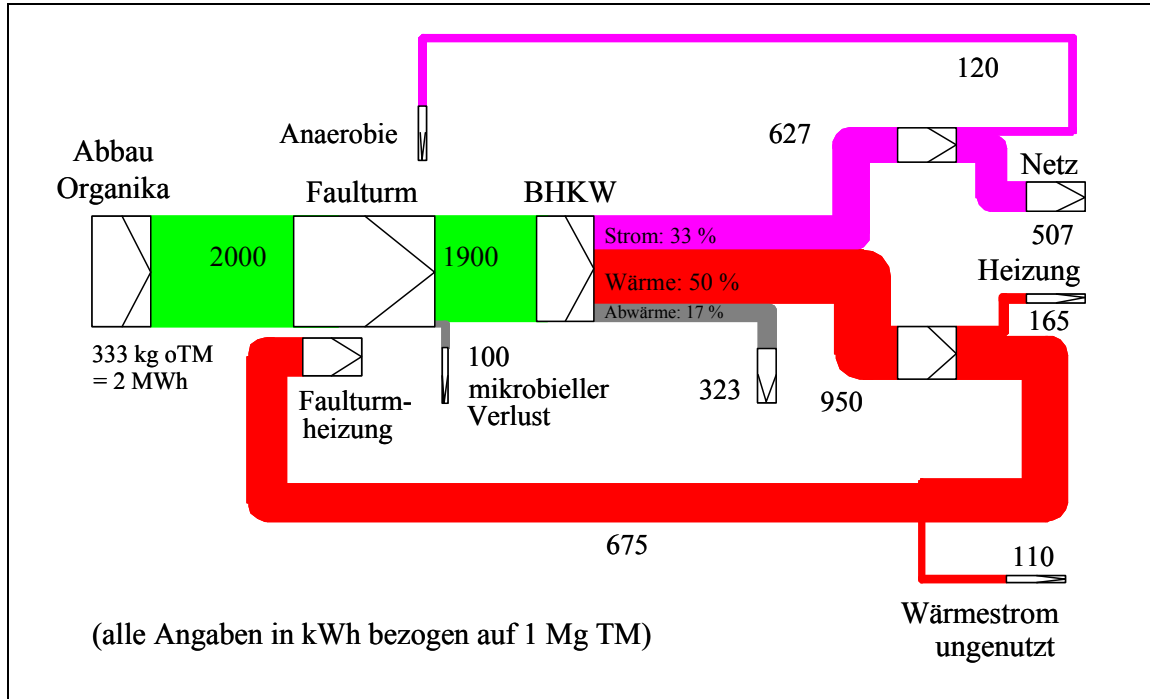 120
Anaerobie
627
Abbau
Organika
Faulturm
BHKW
Netz
2000
1900
Strom: 33 %
507
Wärme: 50 %
Heizung
Abwärme: 17 %
165
333 kg oTM
= 2 MWh
100
mikrobieller
Verlust
323
950
Faulturm-
heizung
675
110
Wärmestrom
ungenutzt
(alle Angaben in kWh bezogen auf 1 Mg TM)